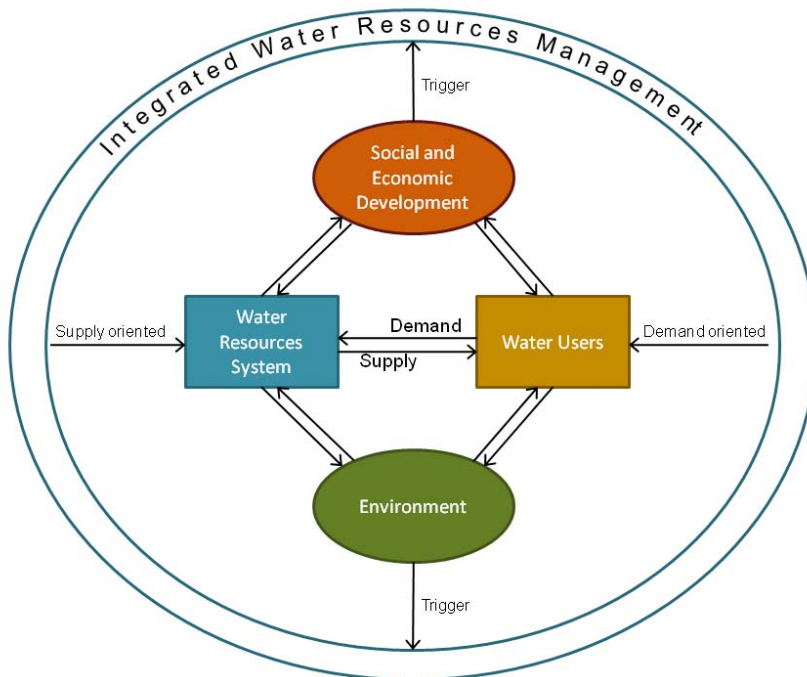 Integrated Water Resources Management
Trigger
Social and
Economic
Development
Supply oriented
Water
Resources
System
Demand
Supply
Water Users
Demand oriented
Environment
Trigger